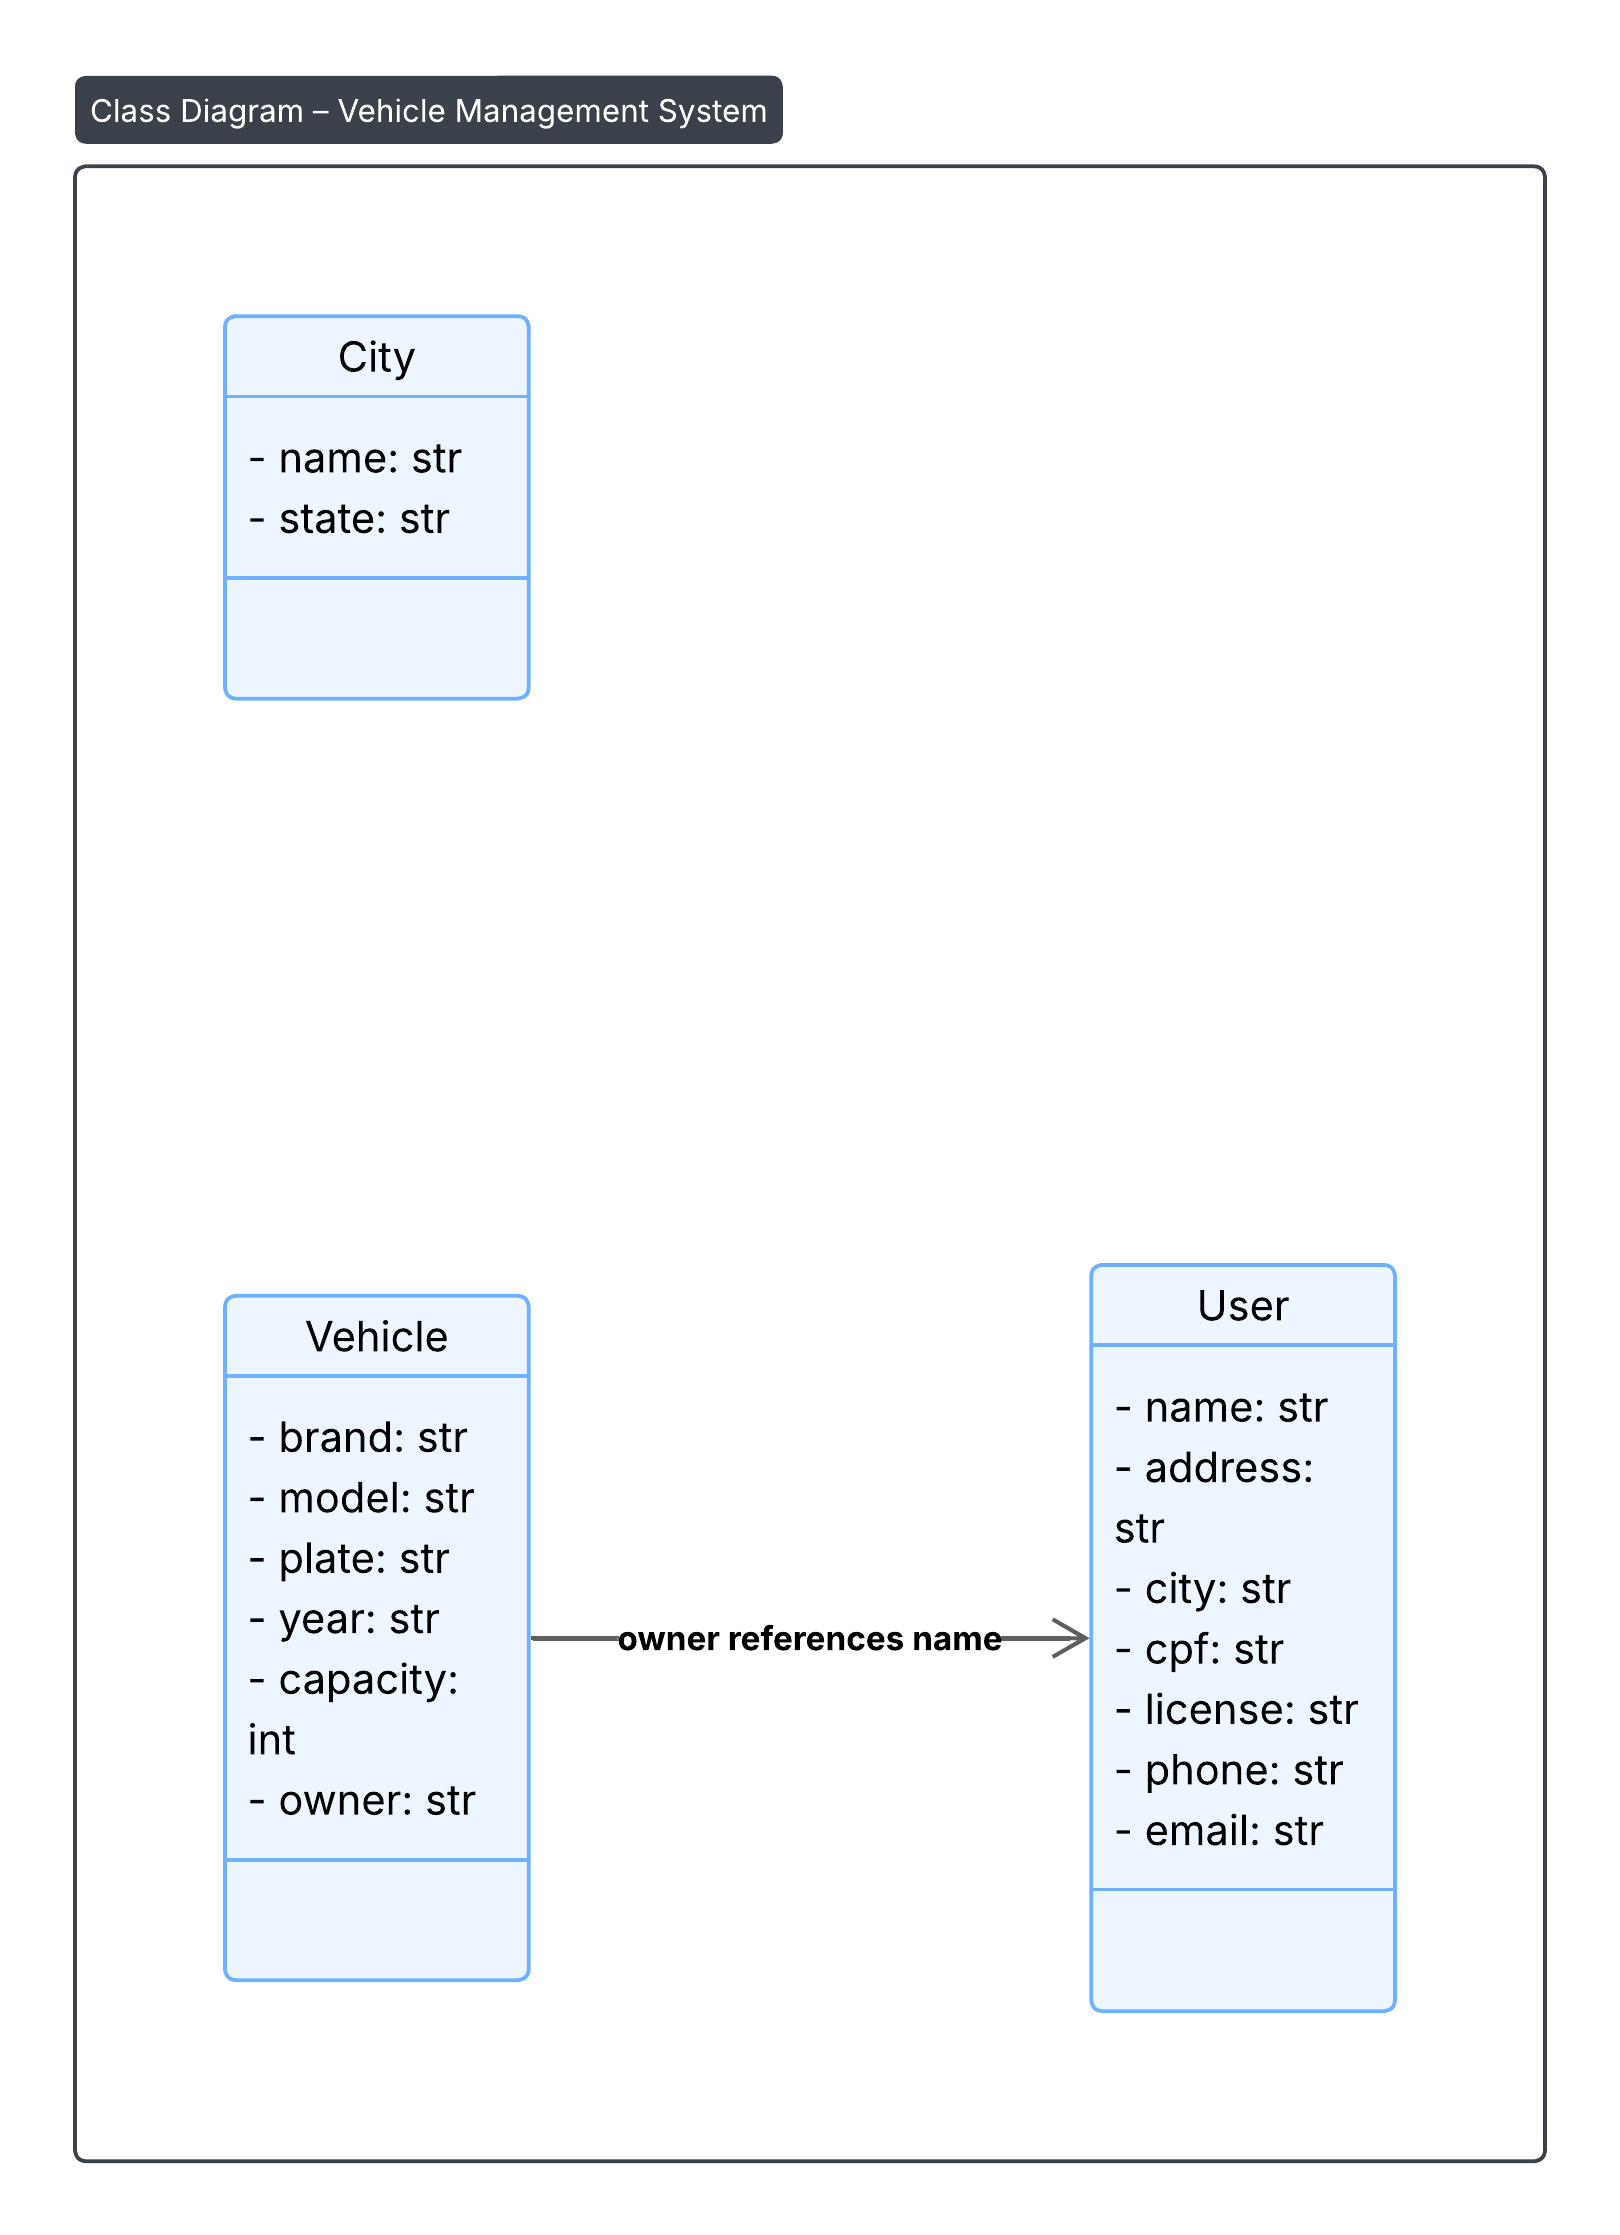 Class Diagram – Vehicle Management System
City
- name: str
- state: str
Vehicle
- brand: str
- model: str
- plate: str
- year: str
- capacity:
int
- owner: str
owner references name
User
- name: str
- address:
str
- city: str
- cpf: str
- license: str
- phone: str
- email: str